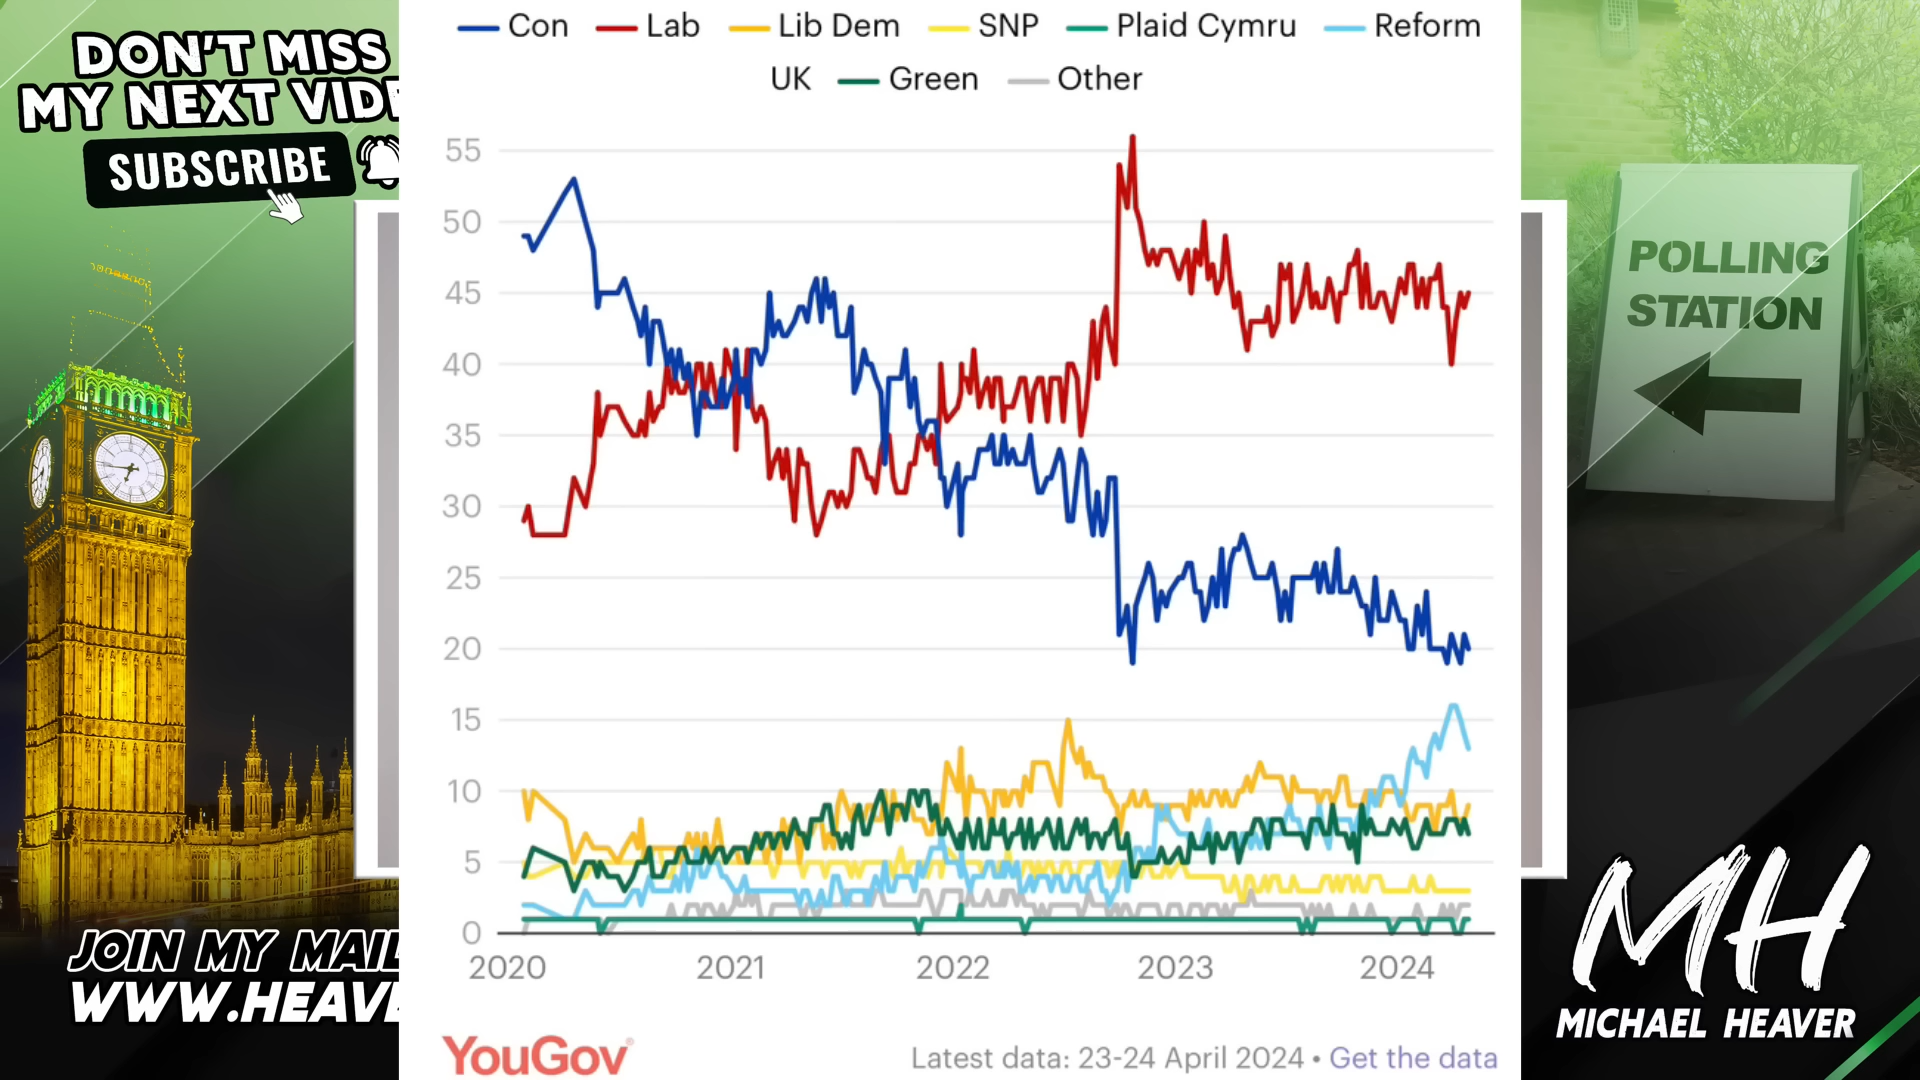 DON'T MISS
MY NEXT VIDE
SUBSCRIBE
Con Lab Lib Dem SNP Plaid Cymru Reform
UK Green Other
55
50
45
40
35
30
25
20
15
10
5
0
2020 2021 2022 2023 2024
YouGov
Latest data: 23-24 April 2024 • Get the data
JOIN MY MAIL
WWW.HEAVE
POLLING
STATION
MH
MICHAEL HEAVER